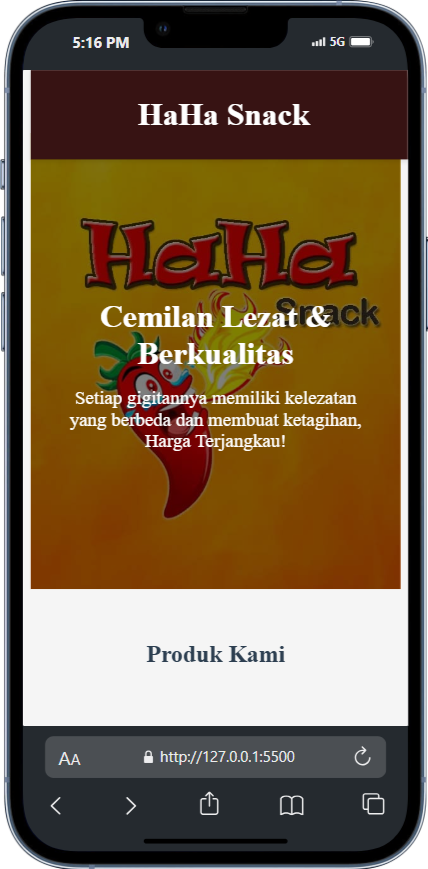 5:16 PM
5G
HaHa Snack
HaHa
Snack
Cemilan Lezat &
Berkualitas
Setiap gigitannya memiliki kelezatan
yang berbeda dan membuat ketagihan,
Harga Terjangkau!
Produk Kami
AA
http://127.0.0.1:5500